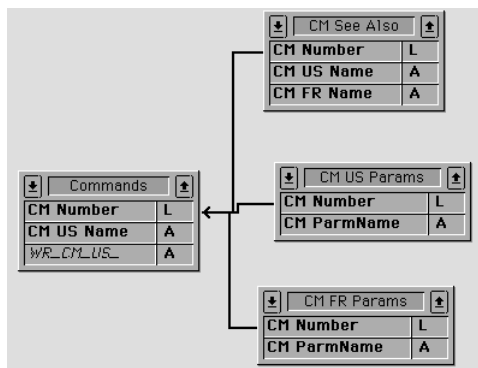 CM See Also
CM Number L
CM US Name A
CM FR Name A
CM US Params
CM Number L
CM ParmName A
Commands
CM Number L
CM US Name A
WR_CM_US_ A
CM FR Params
CM Number L
CM ParmName A